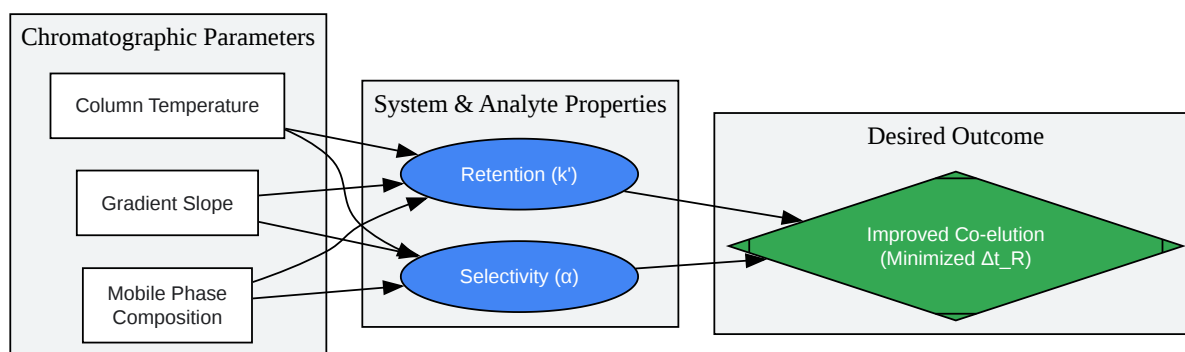 Chromatographic Parameters
Column Temperature
Gradient Slope
Mobile Phase
Composition
System & Analyte Properties
Retention (k')
Selectivity (α)
Desired Outcome
Improved Co-elution
(Minimized Δt_R)